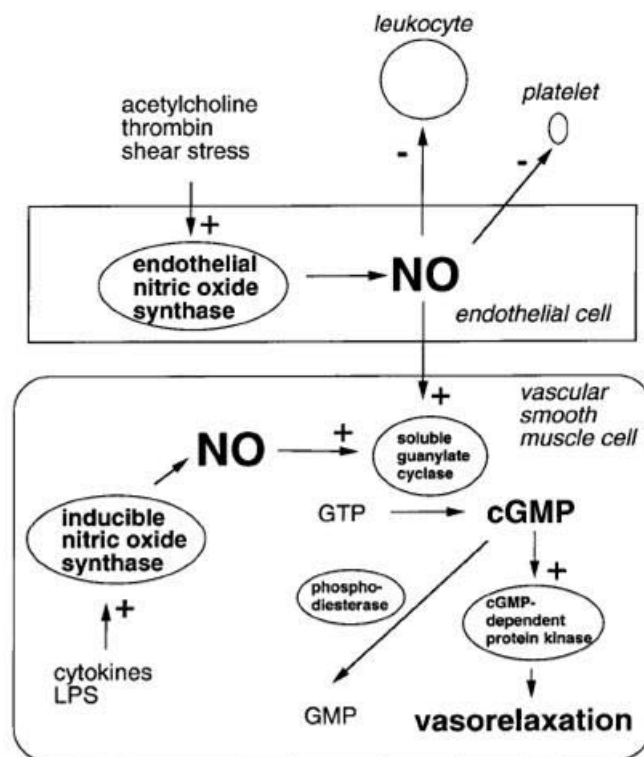 leukocyte
platelet
acetylcholine
thrombin
shear stress
-
-
+
endothelial
nitric oxide
synthase
NO
endothelial cell
+
vascular
smooth
muscle cell
NO
+
soluble
guanylate
cyclase
GTP
cGMP
inducible
nitric oxide
synthase
+
phospho-
diesterase
+
cGMP-
dependent
protein kinase
cytokines
LPS
GMP
vasorelaxation